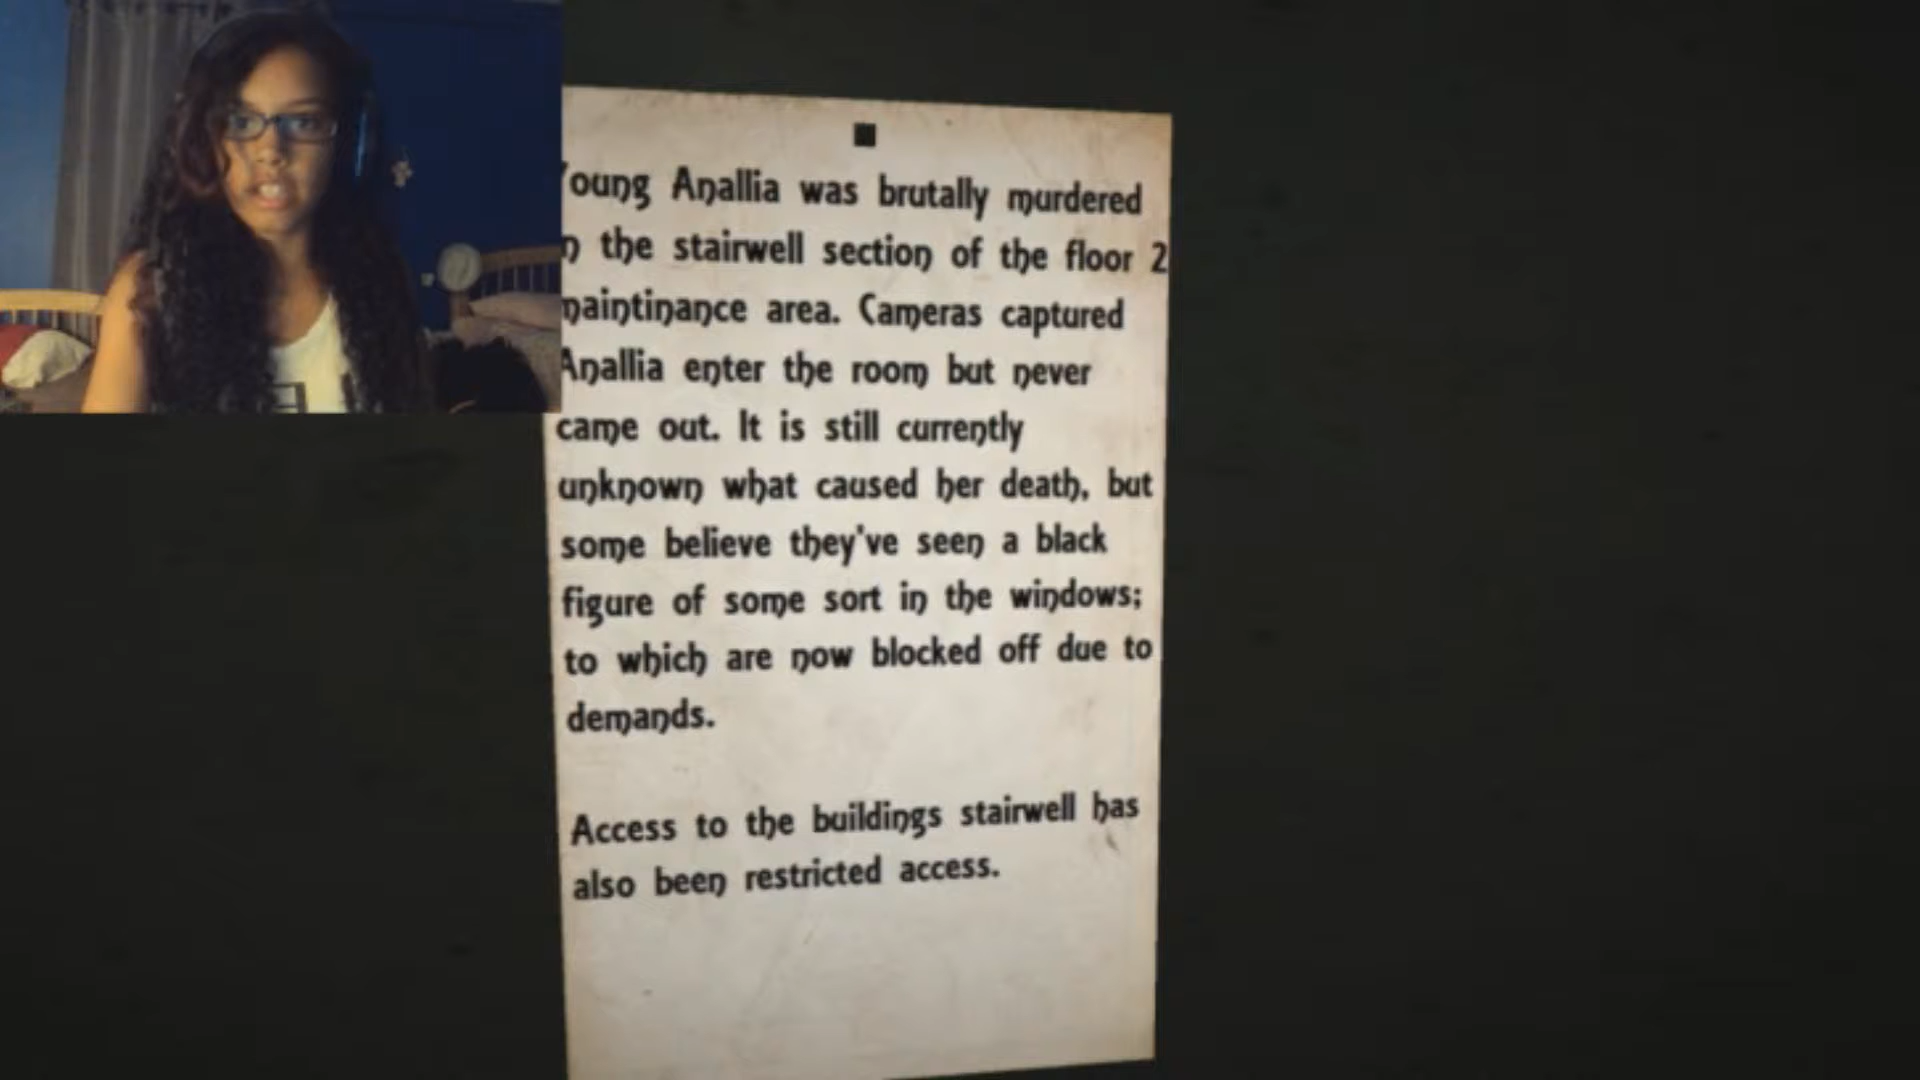 Young Anallia was brutally murdered
in the stairwell section of the floor 2
maintinance area. Cameras captured
Anallia enter the room but never
came out. It is still currently
unknown what caused her death, but
some believe they've seen a black
figure of some sort in the windows;
to which are now blocked off due to
demands.
Access to the buildings stairwell has
also been restricted access.